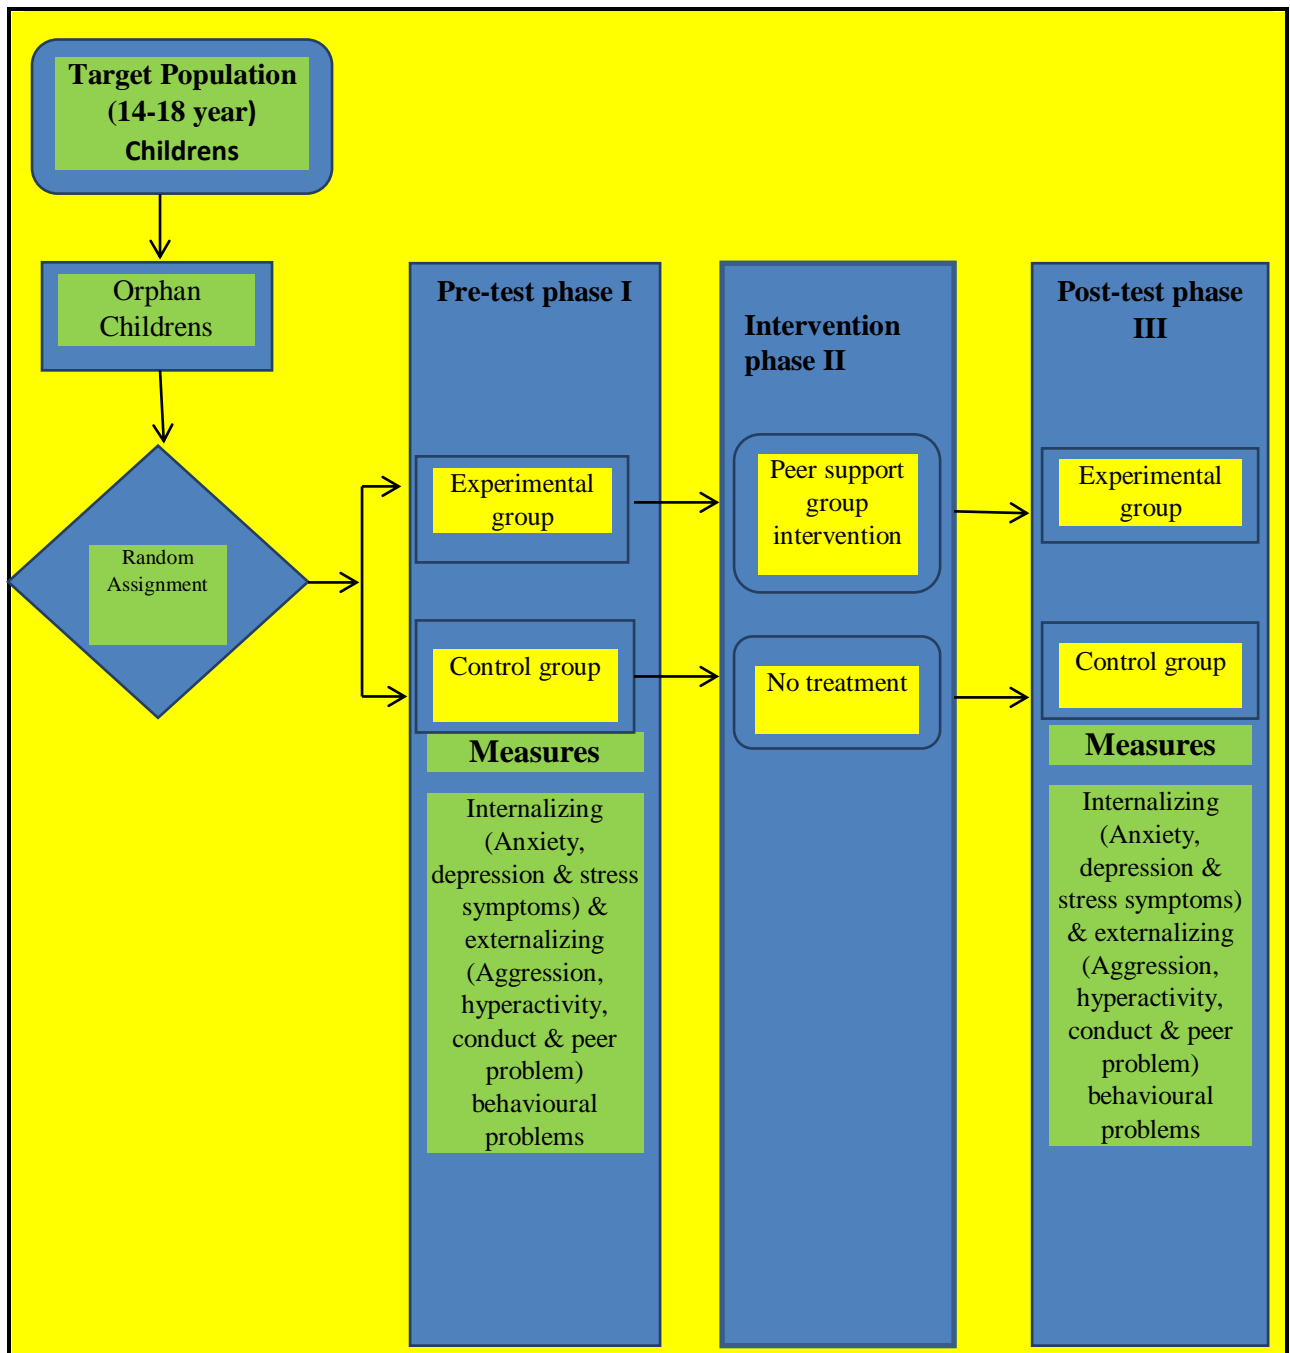 Target Population
(14-18 year)
Childrens
Orphan
Childrens
Random
Assignment
Pre-test phase I
Experimental
group
Control group
Measures
Internalizing
(Anxiety,
depression & stress
symptoms) &
externalizing
(Aggression,
hyperactivity,
conduct & peer
problem)
behavioural
problems
Intervention
phase II
Peer support
group
intervention
No treatment
Post-test phase
III
Experimental
group
Control group
Measures
Internalizing
(Anxiety,
depression &
stress symptoms)
& externalizing
(Aggression,
hyperactivity,
conduct & peer
problem)
behavioural
problems